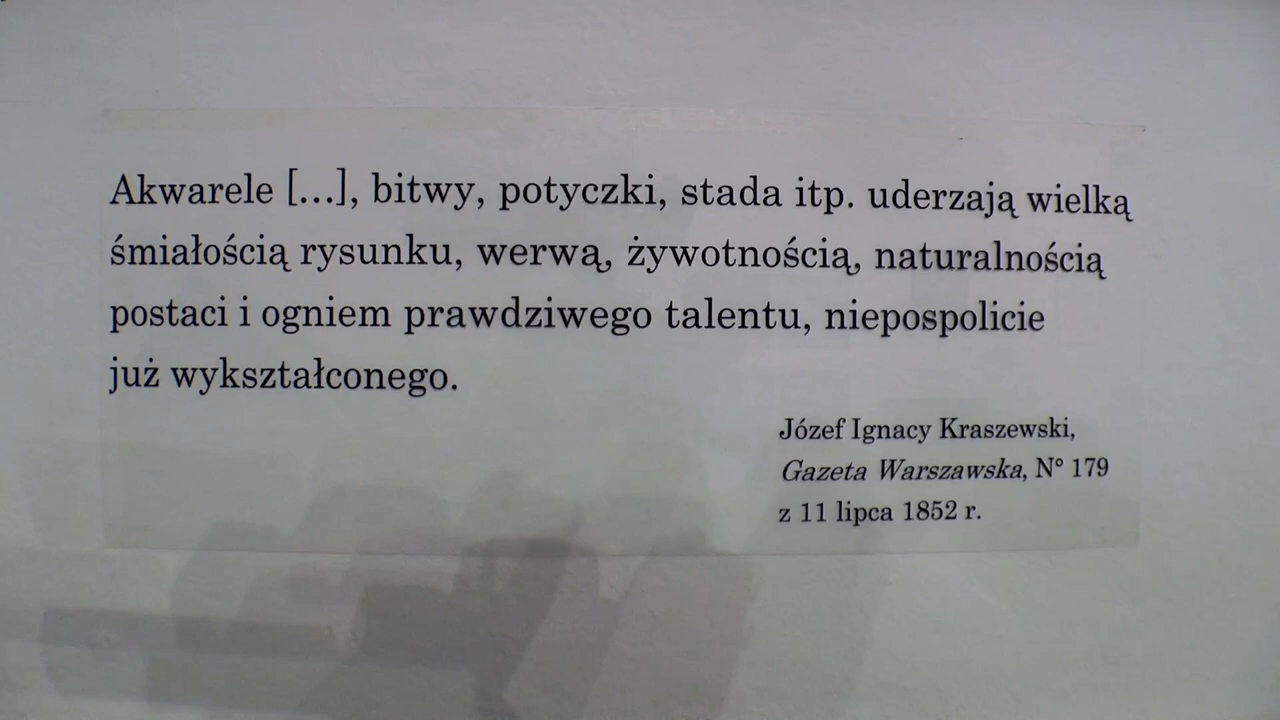 Akwarele [...], bitwy, potyczki, stada itp. uderzają wielką
śmiałością rysunku, werwą, żywotnością, naturalnością
postaci i ogniem prawdziwego talentu, niepospolicie
już wykształconego.
Józef Ignacy Kraszewski,
Gazeta Warszawska, N° 179
z 11 lipca 1852 r.